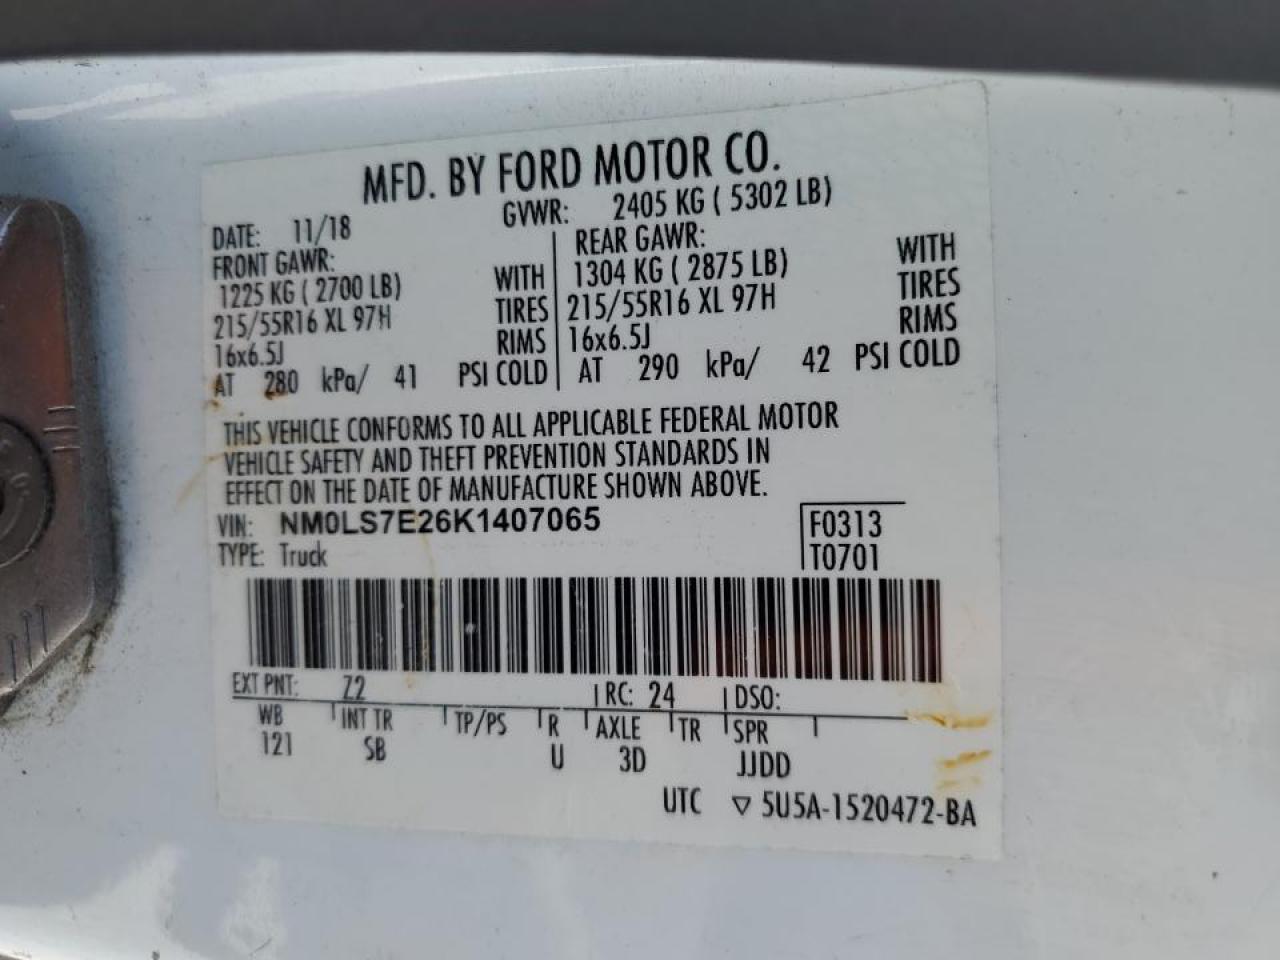 MFD. BY FORD MOTOR CO.
DATE: 11/18 GVWR: 2405 KG ( 5302 LB)
FRONT GAWR: REAR GAWR:
1225 KG ( 2700 LB) WITH 1304 KG ( 2875 LB) WITH
215/55R16 XL 97H TIRES 215/55R16 XL 97H TIRES
16x6.5J RIMS 16x6.5J RIMS
AT 280 kPa/ 41 PSI COLD AT 290 kPa/ 42 PSI COLD
THIS VEHICLE CONFORMS TO ALL APPLICABLE FEDERAL MOTOR
VEHICLE SAFETY AND THEFT PREVENTION STANDARDS IN
EFFECT ON THE DATE OF MANUFACTURE SHOWN ABOVE.
VIN: NM0LS7E26K1407065 F0313
TYPE: Truck T0701
EXT PNT: Z2 RC: 24 DSO:
WB INT TR TP/PS R AXLE TR SPR
121 SB U 3D JJDD
UTC ▽ 5U5A-1520472-BA